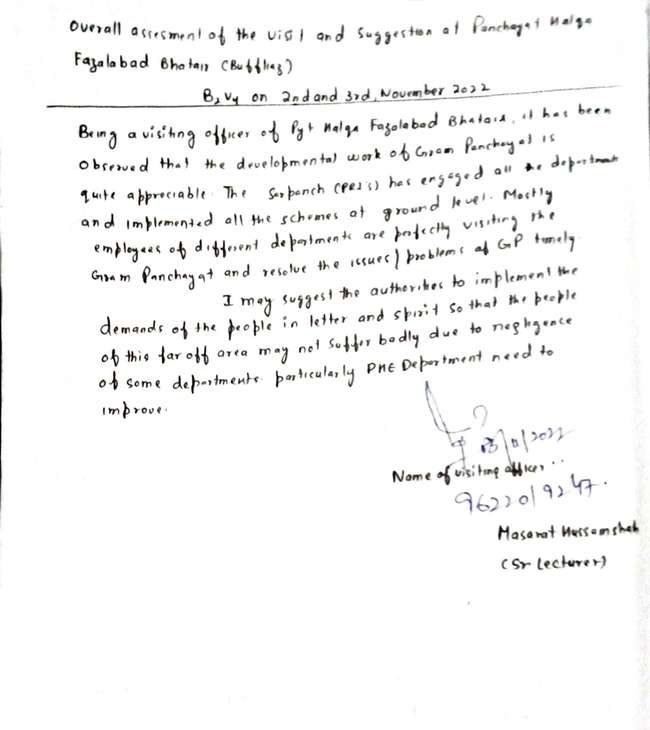 Overall assesment of the visit and Suggestion at Panchayat Halqa
Fazalabad Bhatair (Buffliaz)
B2V4 on 2nd and 3rd, November 2022
Being a visiting officer of Pyt Halqa Fazalabad Bhatair, it has been
observed that the developmental work of Gram Panchayat is
quite appreciable. The Sarpanch (PRI's) has engaged all the departments
and implemented all the schemes at ground level. Mostly
employees of different departments are perfectly visiting the
Gram Panchayat and resolve the issues/problems of GP timely.
I may suggest the authorities to implement the
demands of the people in letter and spirit so that the people
of this far off area may not suffer badly due to neghgence
of some departments. particularly PHE Department need to
improve.
/2022
Name of visiting officer..
9622019247.
Masarat Hussamshah
(Sr Lecturer)